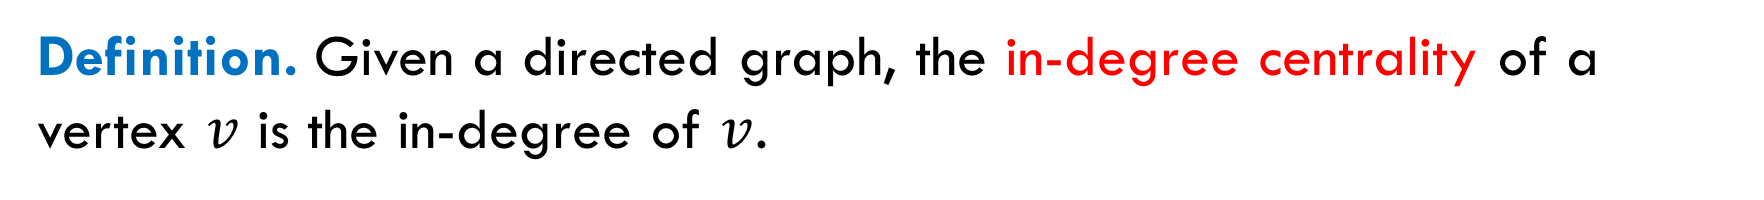 Definition. Given a directed graph, the in-degree centrality of a
vertex 𝑣 is the in-degree of 𝑣.